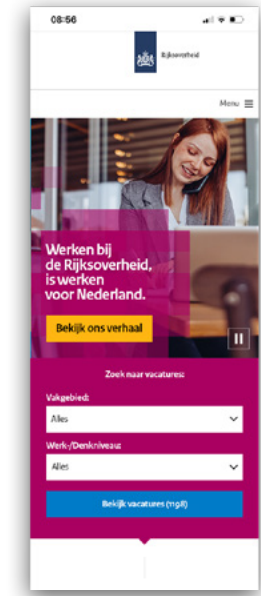 08:56
Rijksoverheid
Menu
Werken bij
de Rijksoverheid,
is werken
voor Nederland.
Bekijk ons verhaal
Zoek naar vacatures:
Vakgebied:
Alles
Werk-/Denkniveau:
Alles
Bekijk vacatures (1198)